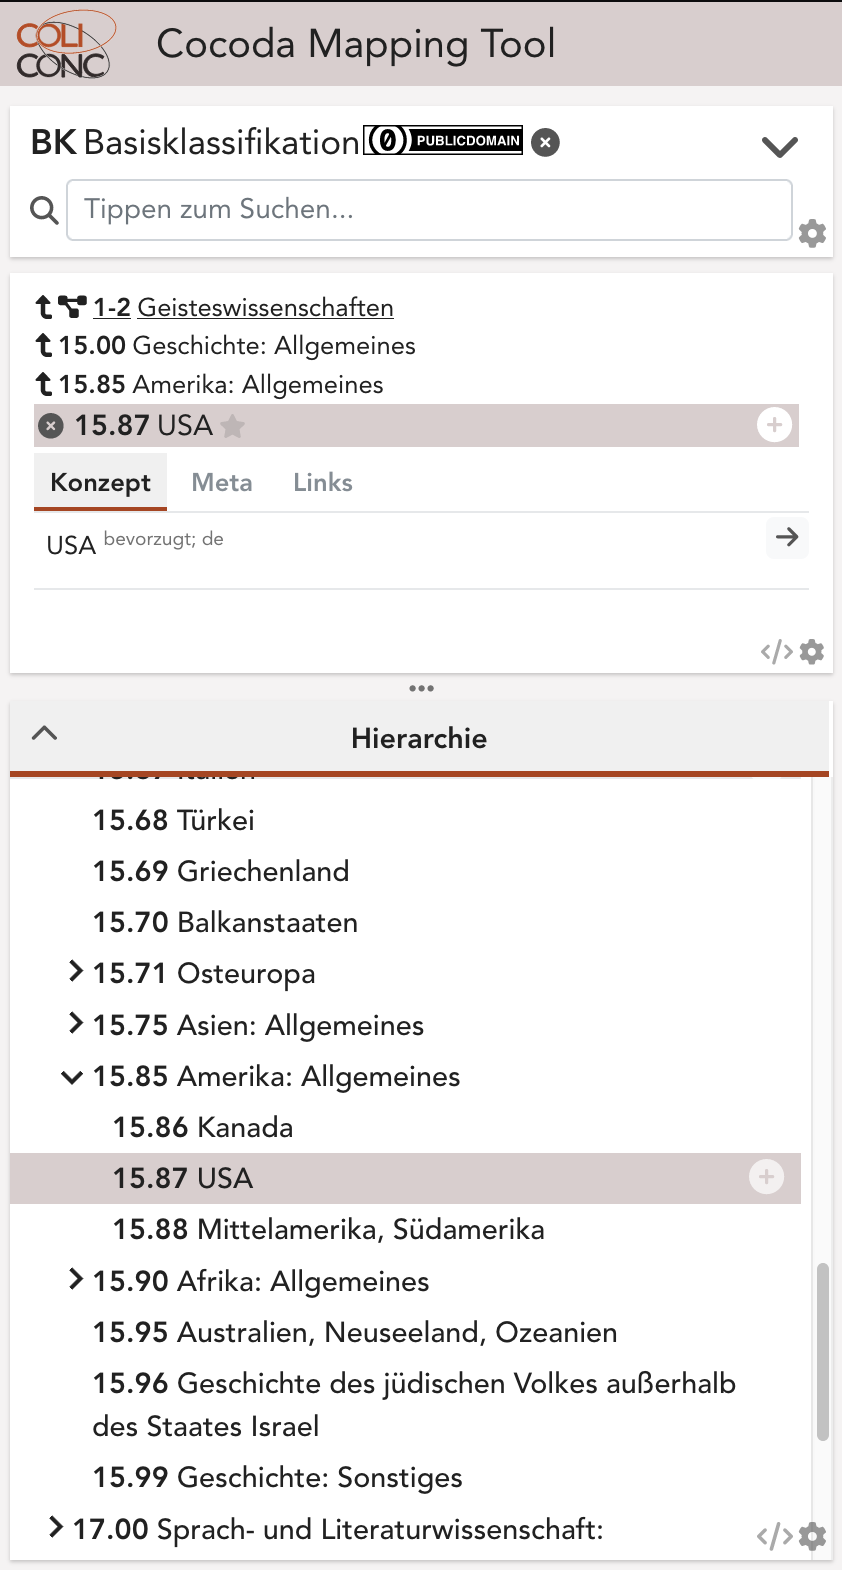 COLI
CONC
Cocoda Mapping Tool
BK Basisklassifikation PUBLIC DOMAIN
Tippen zum Suchen...
1-2 Geisteswissenschaften
15.00 Geschichte: Allgemeines
15.85 Amerika: Allgemeines
15.87 USA
Konzept Meta Links
USA bevorzugt; de
</>
Hierarchie
15.68 Türkei
15.69 Griechenland
15.70 Balkanstaaten
15.71 Osteuropa
15.75 Asien: Allgemeines
15.85 Amerika: Allgemeines
15.86 Kanada
15.87 USA
15.88 Mittelamerika, Südamerika
15.90 Afrika: Allgemeines
15.95 Australien, Neuseeland, Ozeanien
15.96 Geschichte des jüdischen Volkes außerhalb
des Staates Israel
15.99 Geschichte: Sonstiges
17.00 Sprach- und Literaturwissenschaft:
</>